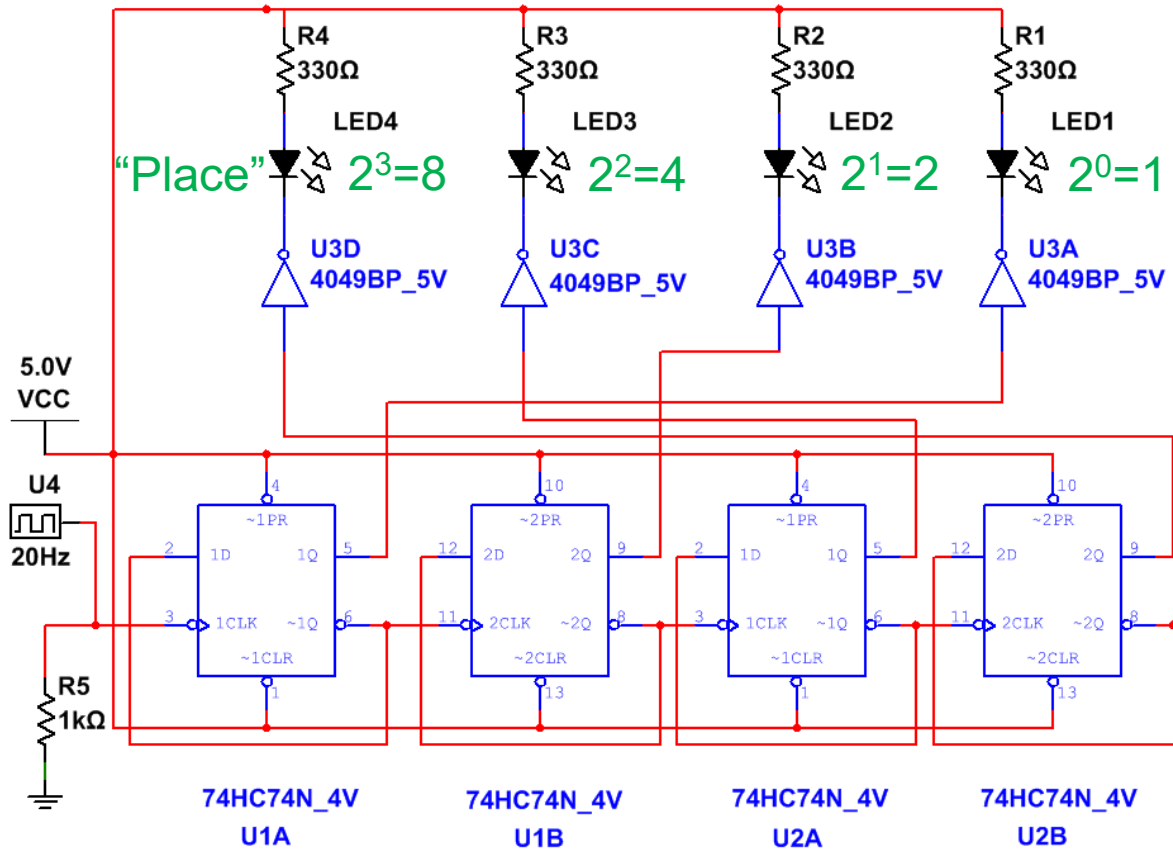 R4
330Ω
R3
330Ω
R2
330Ω
R1
330Ω
LED4
LED3
LED2
LED1
“Place” 2³=8
2²=4
2¹=2
2⁰=1
U3D
4049BP_5V
U3C
4049BP_5V
U3B
4049BP_5V
U3A
4049BP_5V
5.0V
VCC
U4
20Hz
R5
1kΩ
4
~1PR
2
1D
1Q
5
3
1CLK
~1Q
6
~1CLR
1
10
~2PR
12
2D
2Q
9
11
2CLK
~2Q
8
~2CLR
13
4
~1PR
2
1D
1Q
5
3
1CLK
~1Q
6
~1CLR
1
10
~2PR
12
2D
2Q
9
11
2CLK
~2Q
8
~2CLR
13
74HC74N_4V
U1A
74HC74N_4V
U1B
74HC74N_4V
U2A
74HC74N_4V
U2B